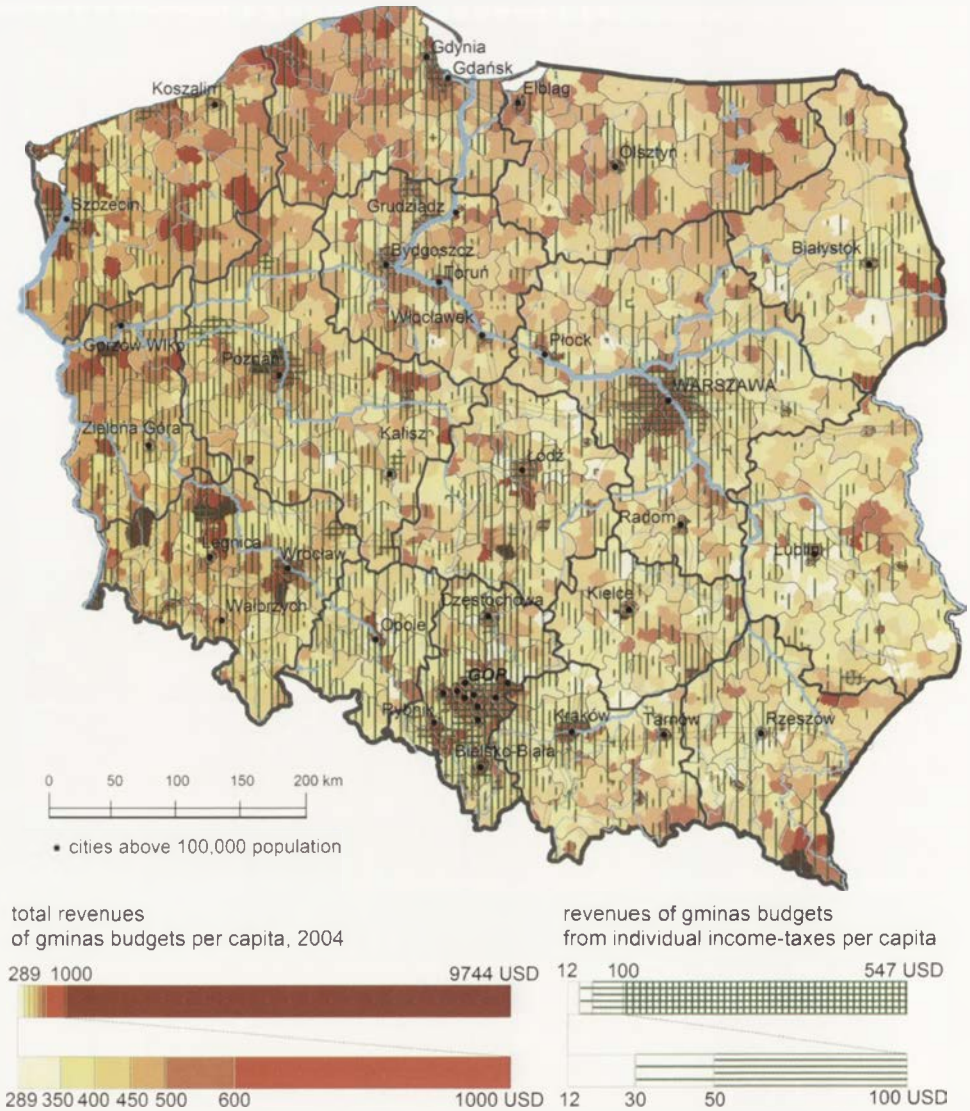 Gdynia
Gdańsk
Koszalin
Elbląg
Olsztyn
Szczecin
Grudziądz
Białystok
Bydgoszcz
Toruń
Włocławek
Płock
Gorzów Wlkp
Poznań
WARSZAWA
Zielona Góra
Kalisz
Łódź
Radom
Legnica
Wrocław
Lublin
Wałbrzych
Częstochowa
Kielce
Opole
GOP
Rybnik
Kraków
Tarnów
Rzeszów
Bielsko-Biała
0 50 100 150 200 km
cities above 100,000 population
total revenues
of gminas budgets per capita, 2004
289 1000 9744 USD
289 350 400 450 500 600 1000 USD
revenues of gminas budgets
from individual income-taxes per capita
12 100 547 USD
12 30 50 100 USD